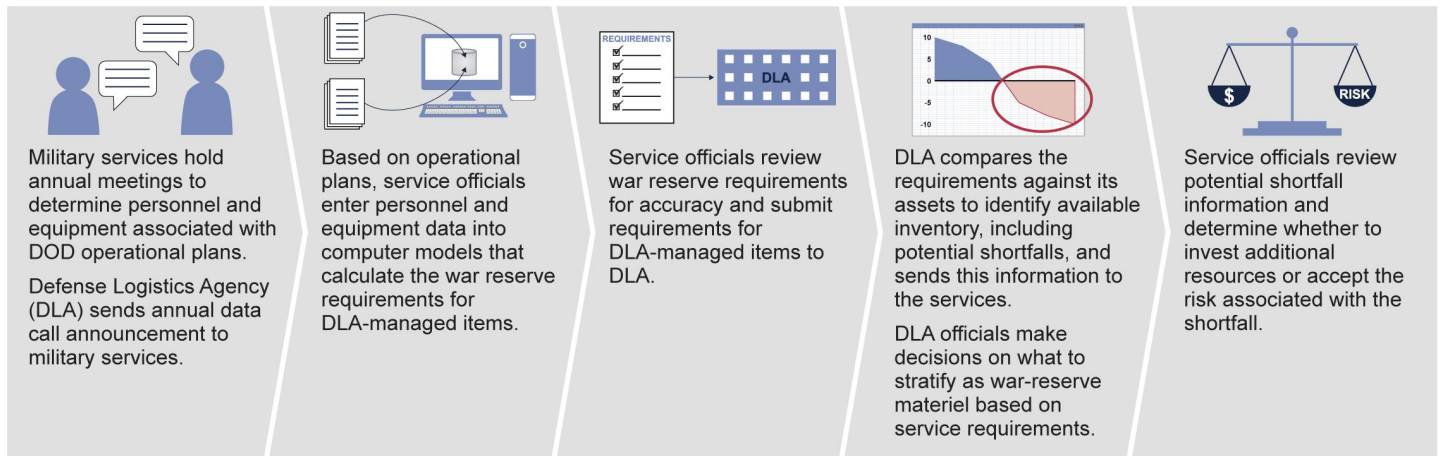 Military services hold
annual meetings to
determine personnel and
equipment associated with
DOD operational plans.
Defense Logistics Agency
(DLA) sends annual data
call announcement to
military services.
Based on operational
plans, service officials
enter personnel and
equipment data into
computer models that
calculate the war reserve
requirements for
DLA-managed items.
REQUIREMENTS
DLA
Service officials review
war reserve requirements
for accuracy and submit
requirements for
DLA-managed items to
DLA.
10
5
0
-5
-10
DLA compares the
requirements against its
assets to identify available
inventory, including
potential shortfalls, and
sends this information to
the services.
DLA officials make
decisions on what to
stratify as war-reserve
materiel based on
service requirements.
$
RISK
Service officials review
potential shortfall
information and
determine whether to
invest additional
resources or accept the
risk associated with the
shortfall.